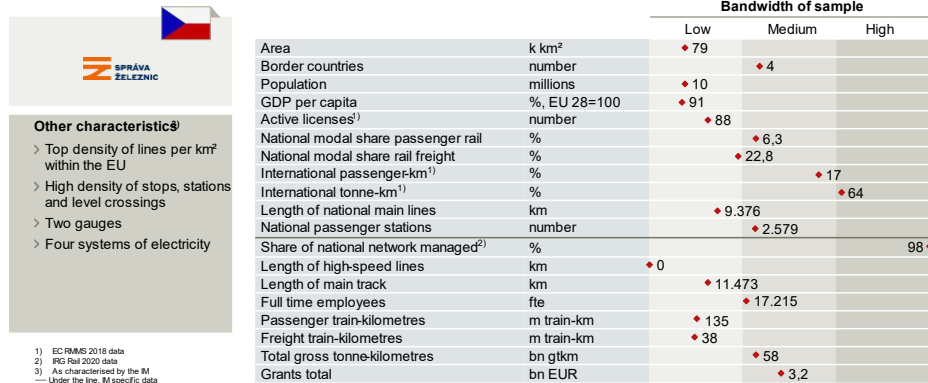 Bandwidth of sample
Low Medium High
SPRÁVA
ŽELEZNIC
Other characteristics3)
Top density of lines per km²
within the EU
High density of stops, stations
and level crossings
Two gauges
Four systems of electricity
Area k km² 79
Border countries number 4
Population millions 10
GDP per capita %, EU 28=100 91
Active licenses1) number 88
National modal share passenger rail % 6,3
National modal share rail freight % 22,8
International passenger-km1) % 17
International tonne-km1) % 64
Length of national main lines km 9.376
National passenger stations number 2.579
Share of national network managed2) % 98
Length of high-speed lines km 0
Length of main track km 11.473
Full time employees fte 17.215
Passenger train-kilometres m train-km 135
Freight train-kilometres m train-km 38
Total gross tonne-kilometres bn gtkm 58
Grants total bn EUR 3,2
1) EC RMMS 2018 data
2) IRG Rail 2020 data
3) As characterised by the IM
Under the line, IM specific data